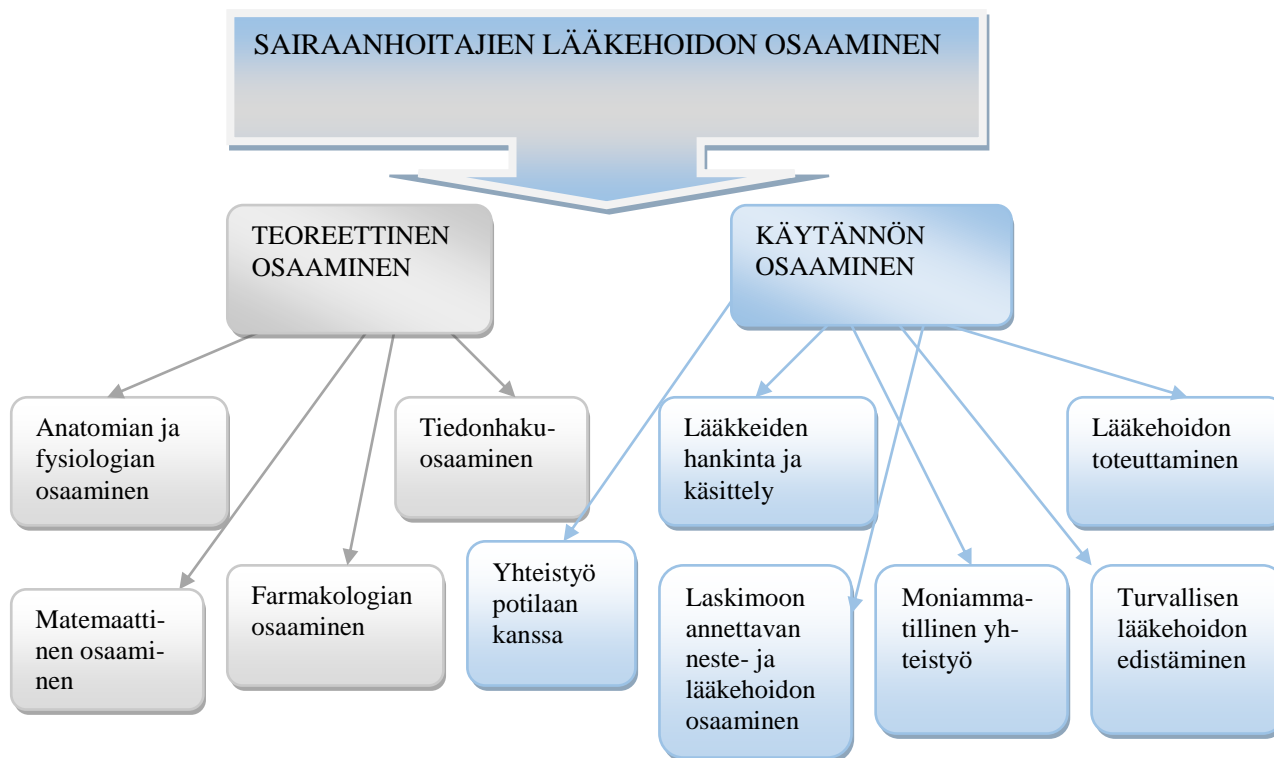 SAIRAANHOITAJIEN LÄÄKEHOIDON OSAAMINEN
TEOREETTINEN
OSAAMINEN
KÄYTÄNNÖN
OSAAMINEN
Anatomian ja
fysiologian
osaaminen
Tiedonhaku-
osaaminen
Lääkkeiden
hankinta ja
käsittely
Lääkehoidon
toteuttaminen
Matemaatti-
nen osaami-
nen
Farmakologian
osaaminen
Yhteistyö
potilaan
kanssa
Laskimoon
annettavan
neste- ja
lääkehoidon
osaaminen
Moniamma-
tillinen yh-
teistyö
Turvallisen
lääkehoidon
edistäminen